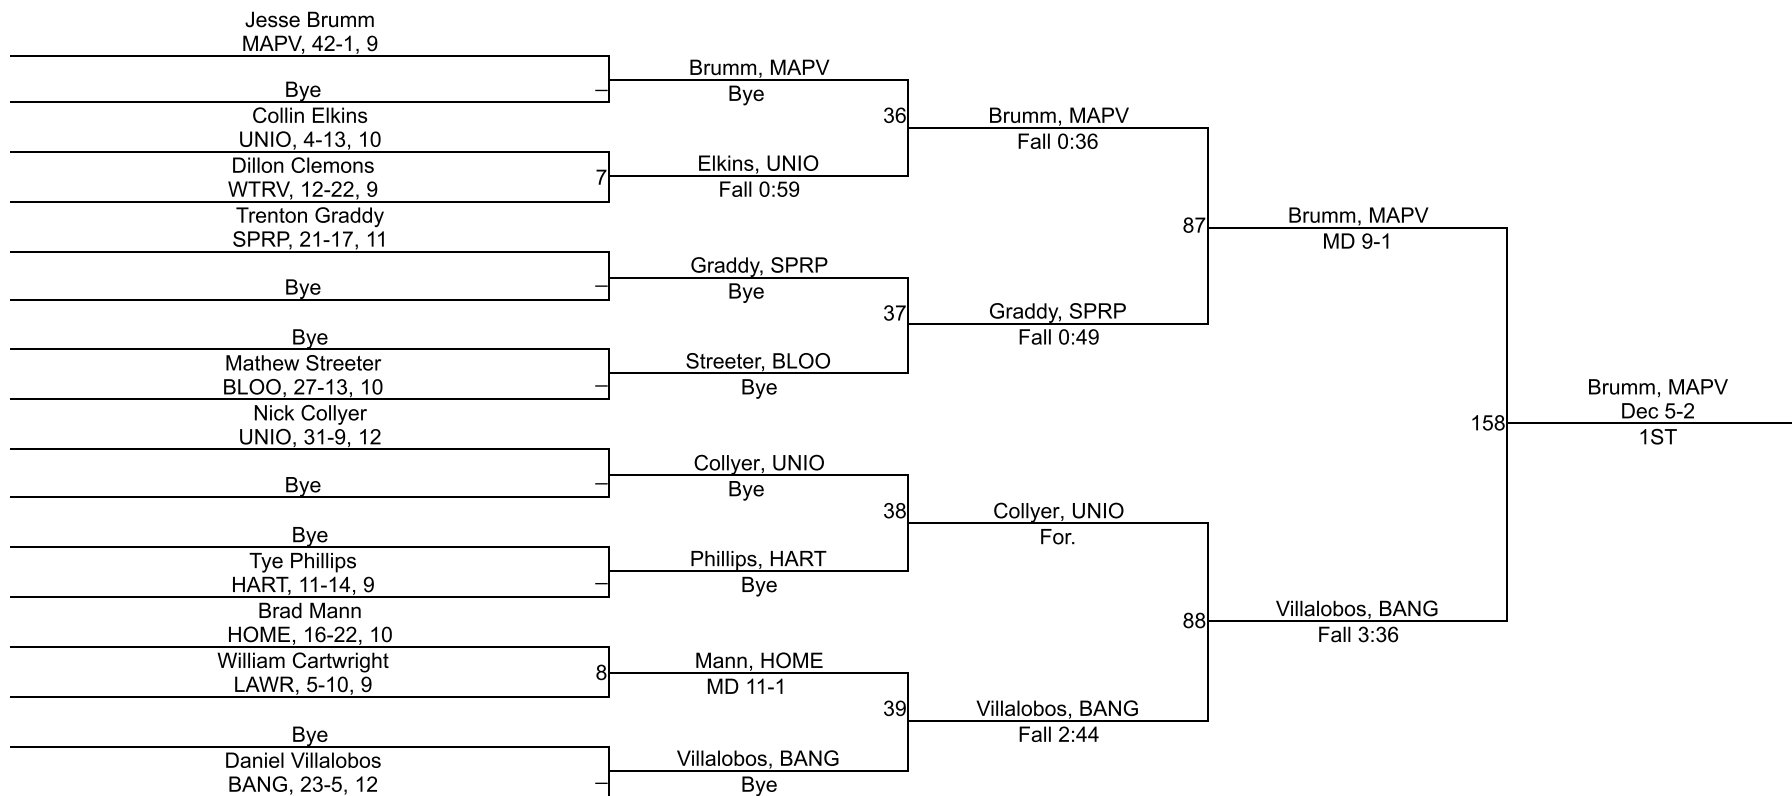 Jesse Brumm
MAPV, 42-1, 9
Bye
–
Collin Elkins
UNIO, 4-13, 10
Dillon Clemons
WTRV, 12-22, 9
7
Trenton Graddy
SPRP, 21-17, 11
Bye
–
Bye
Mathew Streeter
BLOO, 27-13, 10
–
Nick Collyer
UNIO, 31-9, 12
Bye
–
Bye
Tye Phillips
HART, 11-14, 9
–
Brad Mann
HOME, 16-22, 10
William Cartwright
LAWR, 5-10, 9
8
Bye
Daniel Villalobos
BANG, 23-5, 12
–
Brumm, MAPV
Bye
36
Elkins, UNIO
Fall 0:59
Graddy, SPRP
Bye
37
Streeter, BLOO
Bye
Collyer, UNIO
Bye
38
Phillips, HART
Bye
Mann, HOME
MD 11-1
39
Villalobos, BANG
Bye
Brumm, MAPV
Fall 0:36
87
Graddy, SPRP
Fall 0:49
Collyer, UNIO
For.
88
Villalobos, BANG
Fall 2:44
Brumm, MAPV
MD 9-1
158
Villalobos, BANG
Fall 3:36
Brumm, MAPV
Dec 5-2
1ST